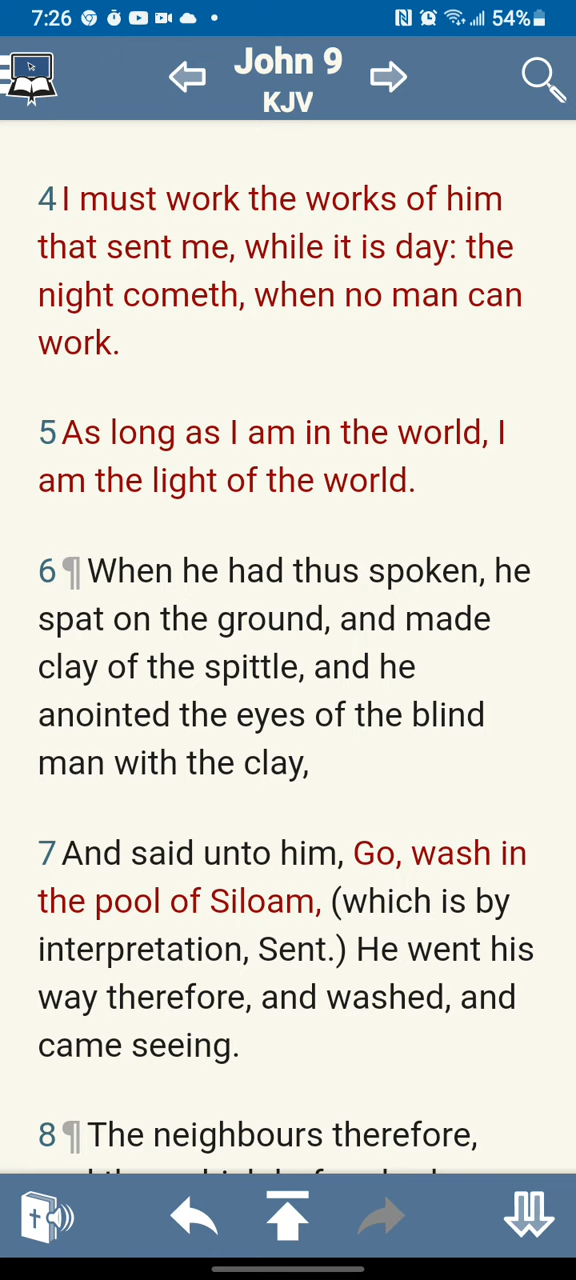 7:26 54%
John 9
KJV
4 I must work the works of him
that sent me, while it is day: the
night cometh, when no man can
work.
5 As long as I am in the world, I
am the light of the world.
6 ¶ When he had thus spoken, he
spat on the ground, and made
clay of the spittle, and he
anointed the eyes of the blind
man with the clay,
7 And said unto him, Go, wash in
the pool of Siloam, (which is by
interpretation, Sent.) He went his
way therefore, and washed, and
came seeing.
8 ¶ The neighbours therefore,